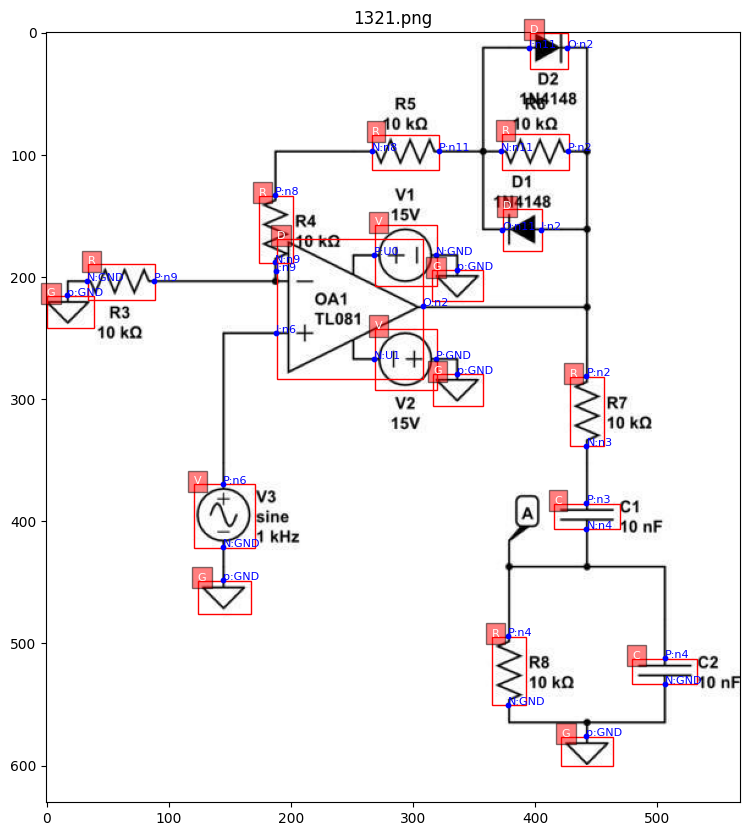 1321.png
D
I:n11
O:n2
D2
1N4148
R5
10 kΩ
R6
10 kΩ
R
N:n8
P:n11
R
N:n11
P:n2
D1
1N4148
D
O:n11
I:n2
R
P:n8
N:n9
R4
10 kΩ
V1
15V
V
P:U0
N:GND
G
p:GND
D
I:n9
I:n6
O:n2
OA1
TL081
R
N:GND
P:n9
R3
10 kΩ
G
p:GND
V
N:U1
P:GND
G
p:GND
V2
15V
R
P:n2
N:n3
R7
10 kΩ
V
P:n6
N:GND
V3
sine
1 kHz
G
p:GND
C
P:n3
N:n4
C1
10 nF
A
R
P:n4
N:GND
R8
10 kΩ
C
P:n4
N:GND
C2
10 nF
G
p:GND
0
100
200
300
400
500
600
0
100
200
300
400
500